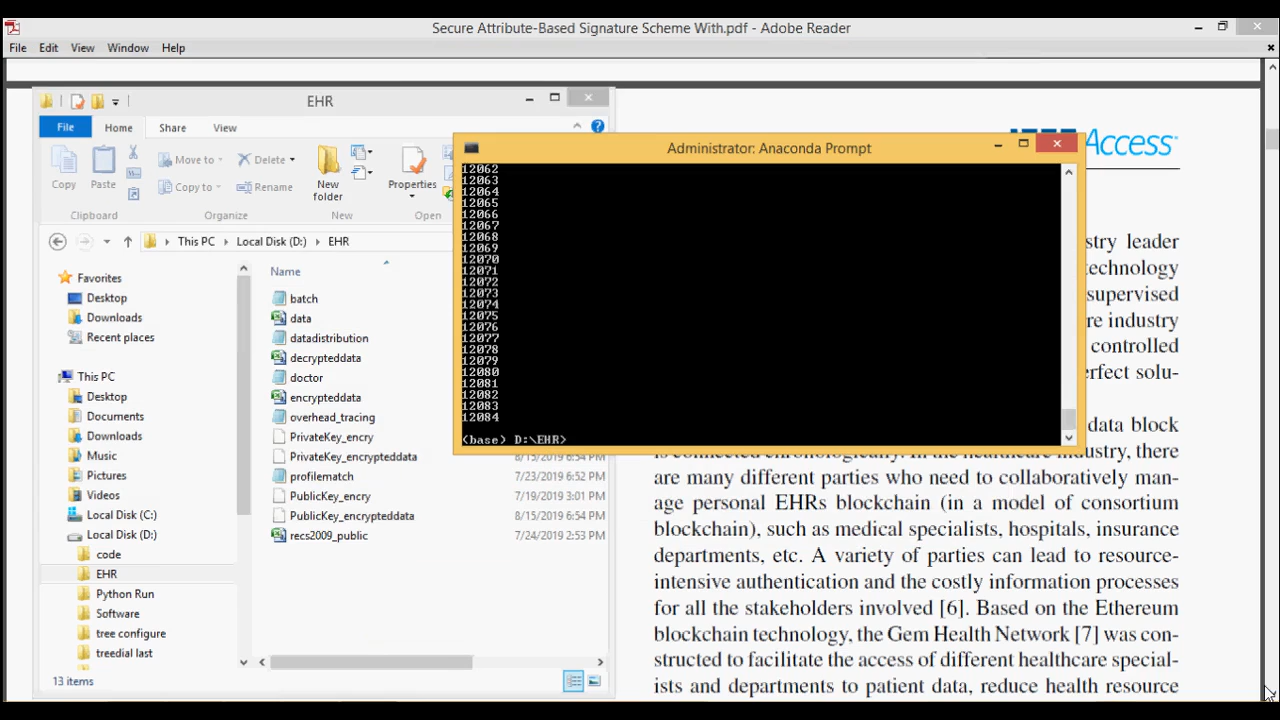 Secure Attribute-Based Signature Scheme With.pdf - Adobe Reader
File Edit View Window Help
EHR
File Home Share View
Copy
Paste
Move to
Copy to
Delete
Rename
New
folder
Properties
Clipboard Organize New Open
This PC Local Disk (D:) EHR
Favorites
Desktop
Downloads
Recent places
This PC
Desktop
Documents
Downloads
Music
Pictures
Videos
Local Disk (C:)
Local Disk (D:)
code
EHR
Python Run
Software
tree configure
treedial last
Name
batch
data
datadistribution
decrypteddata
doctor
encrypteddata
overhead_tracing
PrivateKey_encry
PrivateKey_encrypteddata 8/15/2019 6:54 PM
profilematch 7/23/2019 6:52 PM
PublicKey_encry 7/19/2019 3:01 PM
PublicKey_encrypteddata 8/15/2019 6:54 PM
recs2009_public 7/24/2019 2:53 PM
13 items
Administrator: Anaconda Prompt
12062
12063
12064
12065
12066
12067
12068
12069
12070
12071
12072
12073
12074
12075
12076
12077
12078
12079
12080
12081
12082
12083
12084
(base) D:\EHR>
Access
stry leader
technology
supervised
re industry
controlled
erfect solu-
data block
is connected chronologically. In the healthcare industry, there
are many different parties who need to collaboratively man-
age personal EHRs blockchain (in a model of consortium
blockchain), such as medical specialists, hospitals, insurance
departments, etc. A variety of parties can lead to resource-
intensive authentication and the costly information processes
for all the stakeholders involved [6]. Based on the Ethereum
blockchain technology, the Gem Health Network [7] was con-
structed to facilitate the access of different healthcare special-
ists and departments to patient data, reduce health resource